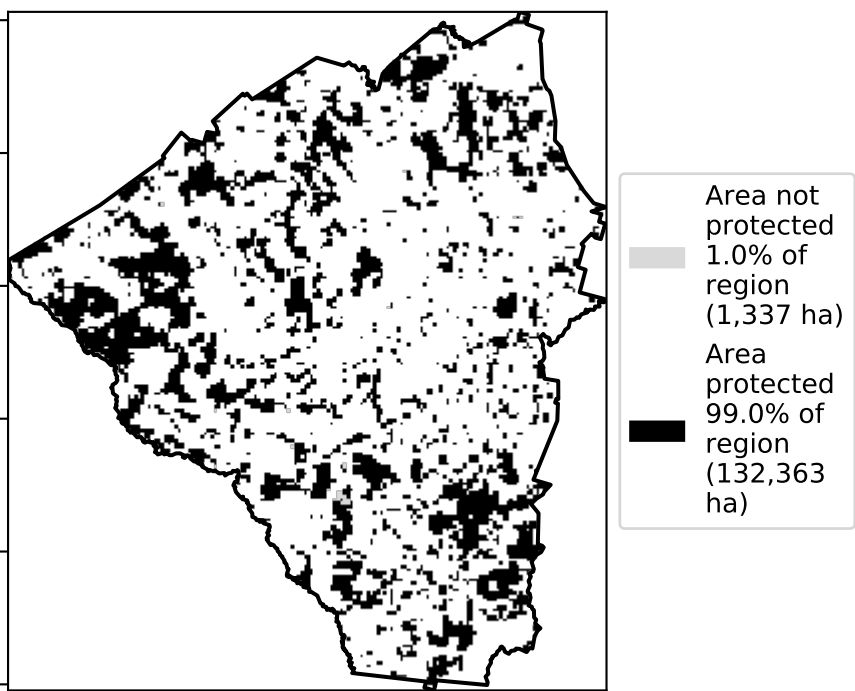 Area not
protected
1.0% of
region
(1,337 ha)
Area
protected
99.0% of
region
(132,363
ha)